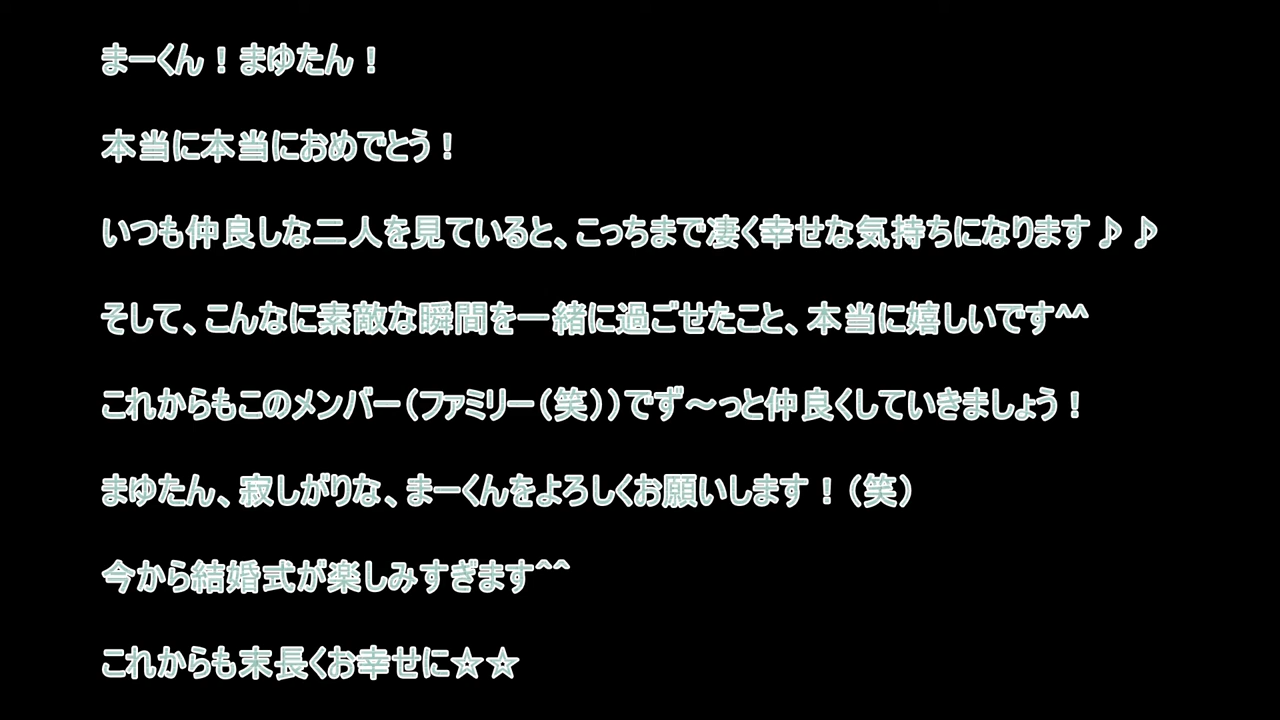 まーくん！まゆたん！
本当に本当におめでとう！
いつも仲良しな二人を見ていると、こっちまで凄く幸せな気持ちになります♪♪
そして、こんなに素敵な瞬間を一緒に過ごせたこと、本当に嬉しいです^^
これからもこのメンバー（ファミリー（笑））でず～っと仲良くしていきましょう！
まゆたん、寂しがりな、まーくんをよろしくお願いします！（笑）
今から結婚式が楽しみすぎます^^
これからも末長くお幸せに☆☆